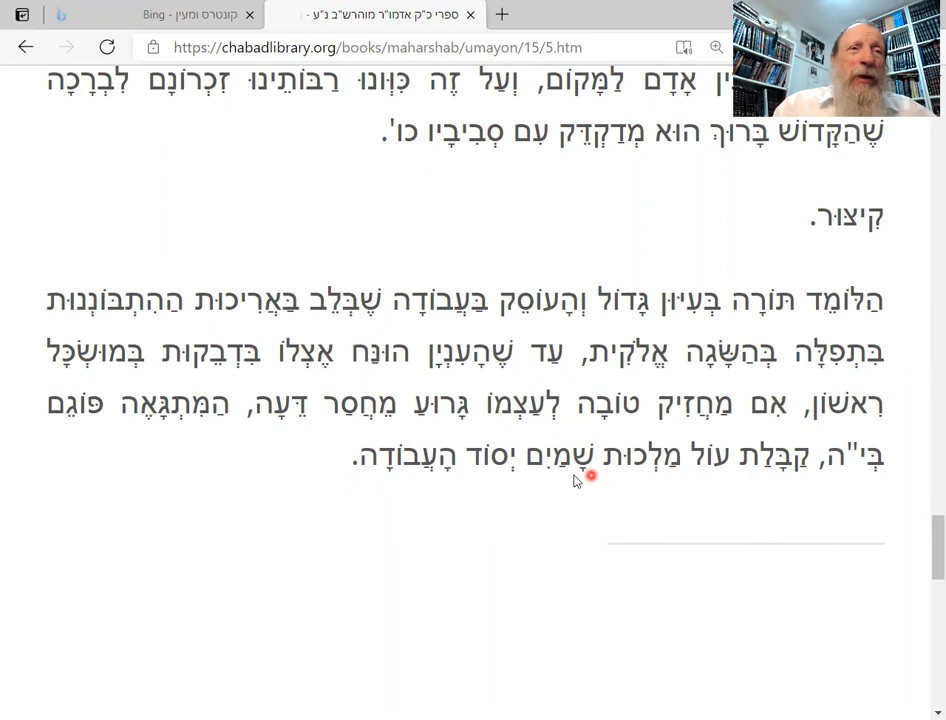 קונטרס ומעין - Bing
ספרי כ"ק אדמו"ר מוהרש"ב נ"ע -
https://chabadlibrary.org/books/maharshab/umayon/15/5.htm
אָדָם לַמָּקוֹם, וְעַל זֶה כִּוְּונוּ רַבּוֹתֵינוּ זִכְרוֹנָם לִבְרָכָה
שֶׁהַקָּדוֹשׁ בָּרוּךְ הוּא מְדַקְדֵּק עִם סְבִיבָיו כו'.
קִיצּוּר.
הַלּוֹמֵד תּוֹרָה בְּעִיּוּן גָּדוֹל וְהָעוֹסֵק בַּעֲבוֹדָה שֶׁבְּלֵב בַּאֲרִיכוּת הַהִתְבּוֹנְנוּת
בִּתְפִלָּה בְּהַשָּׂגָה אֱלֹקִית, עַד שֶׁהָעִנְיָן הוּנַּח אֶצְלוֹ בִּדְבֵקוּת בְּמוּשְׂכָּל
רִאשׁוֹן, אִם מַחֲזִיק טוֹבָה לְעַצְמוֹ גָּרוּעַ מֵחֲסַר דֵּעָה, הַמִּתְגָּאֶה פּוֹגֵם
בְּי"ה, קַבָּלַת עוֹל מַלְכוּת שָׁמַיִם יְסוֹד הָעֲבוֹדָה.